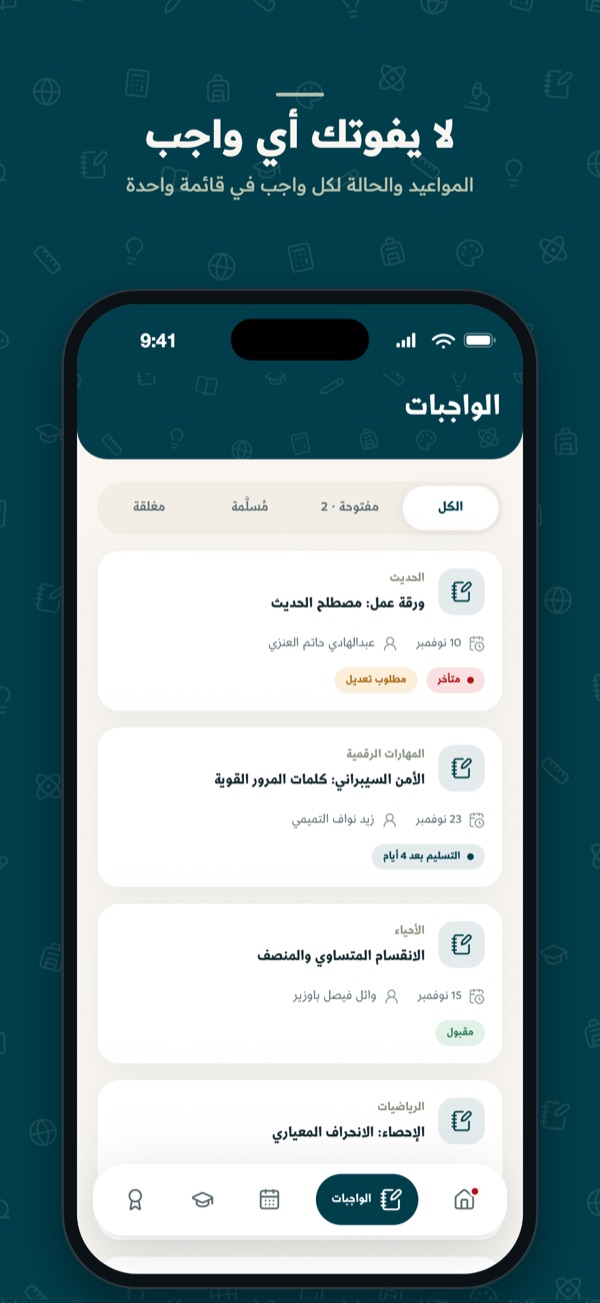 لا يفوتك أي واجب
المواعيد والحالة لكل واجب في قائمة واحدة
9:41
الواجبات
الكل
مفتوحة · 2
مُسلَّمة
مغلقة
الحديث
ورقة عمل: مصطلح الحديث
10 نوفمبر
عبدالهادي حاتم العنزي
متأخر
مطلوب تعديل
المهارات الرقمية
الأمن السيبراني: كلمات المرور القوية
23 نوفمبر
زيد نواف التميمي
التسليم بعد 4 أيام
الأحياء
الانقسام المتساوي والمنصف
15 نوفمبر
وائل فيصل باوزير
مقبول
الرياضيات
الإحصاء: الانحراف المعياري
الواجبات